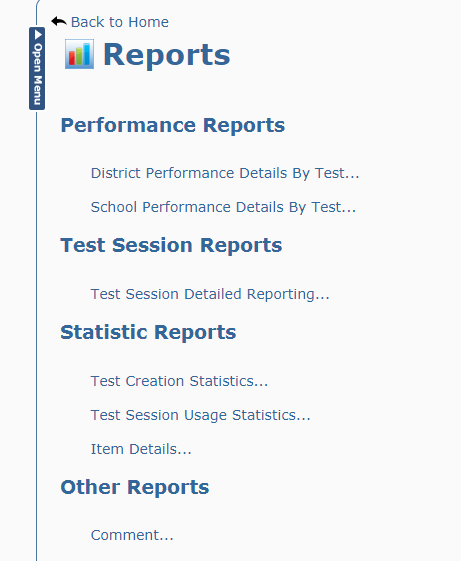 Back to Home
Reports
Open Menu
Performance Reports
District Performance Details By Test...
School Performance Details By Test...
Test Session Reports
Test Session Detailed Reporting...
Statistic Reports
Test Creation Statistics...
Test Session Usage Statistics...
Item Details...
Other Reports
Comment...